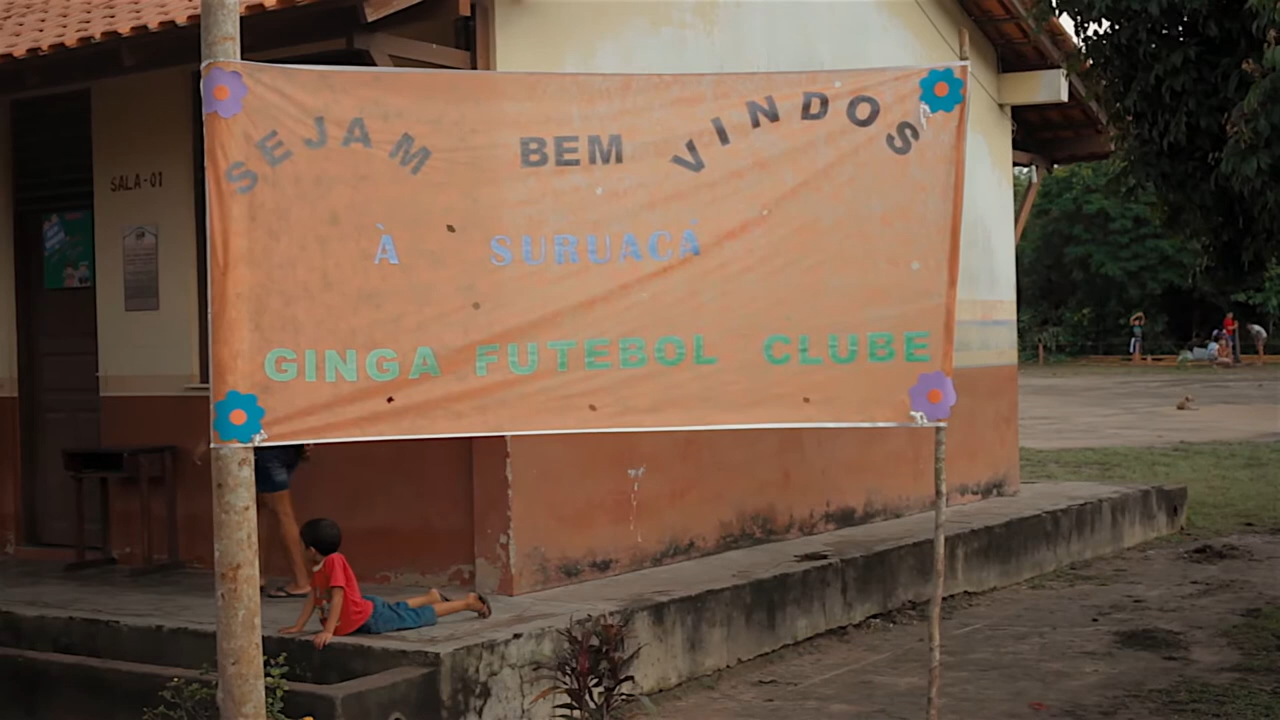 SEJAM BEM VINDOS
À SURUACÁ
GINGA FUTEBOL CLUBE
SALA-01